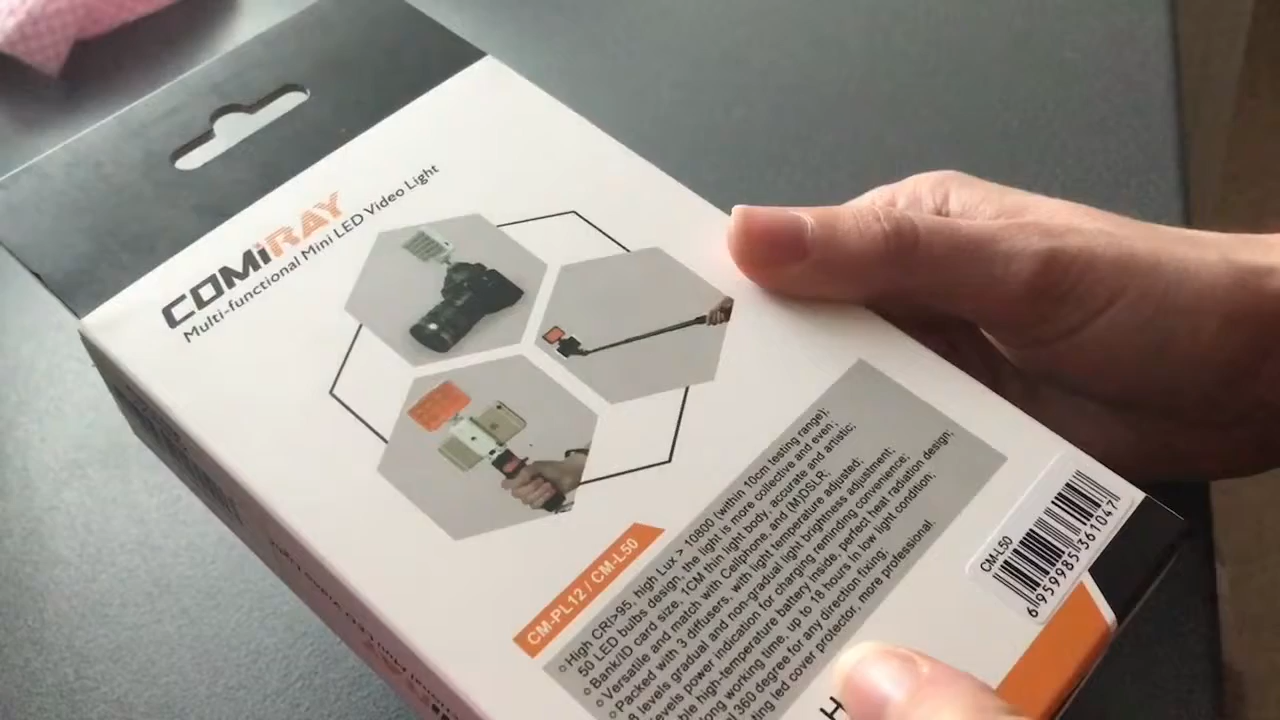 COMiRAY
Multi-functional Mini LED Video Light
CM-PL12 / CM-L50
High CRI>95, high Lux > 10800 (within 10cm testing range);
50 LED bulbs design, the light is more collective and even;
Bank/ID card size, 1CM thin light body, accurate and artistic;
Versatile and match with Cellphone, and (M)DSLR;
Packed with 3 diffusers, with light temperature adjusted;
8 levels gradual and non-gradual light brightness adjustment;
levels power indication for charging reminding convenience;
high-temperature battery inside, perfect heat radiation design;
long working time, up to 18 hours in low light condition;
360 degree for any direction fixing;
led cover protector, more professional.
CM-L50
6 959985 361047